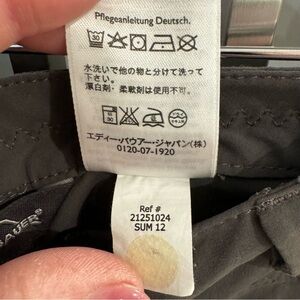 Pflegeanleitung Deutsch.
30
水洗いで他の物と分けて洗って
下さい。
漂白剤・柔軟剤は使用不可。
エディー・バウアー・ジャパン(株)
0120-07-1920
BAUER
Ref #
21251024
SUM 12